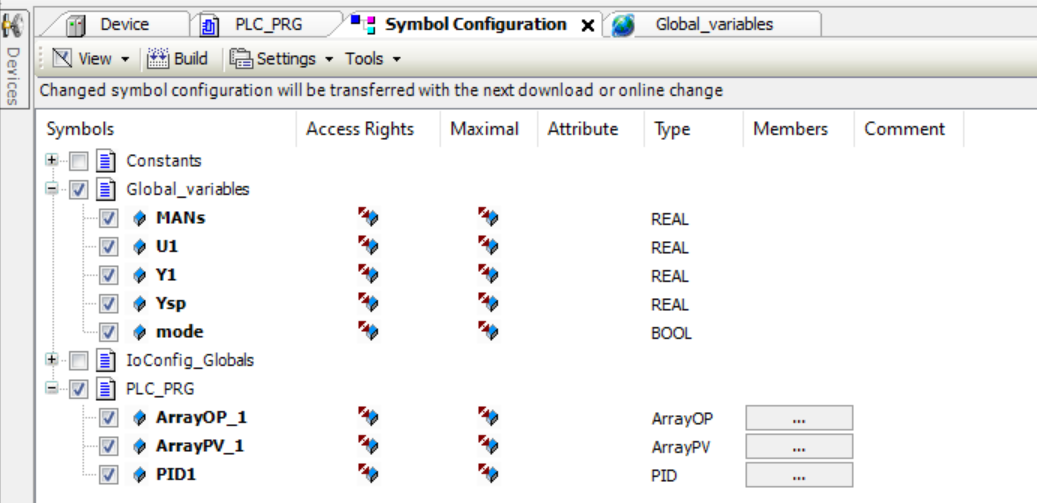 Device PLC_PRG Symbol Configuration Global_variables
Devices
View Build Settings Tools
Changed symbol configuration will be transferred with the next download or online change
Symbols Access Rights Maximal Attribute Type Members Comment
Constants
Global_variables
MANs REAL
U1 REAL
Y1 REAL
Ysp REAL
mode BOOL
IoConfig_Globals
PLC_PRG
ArrayOP_1 ArrayOP ...
ArrayPV_1 ArrayPV ...
PID1 PID ...